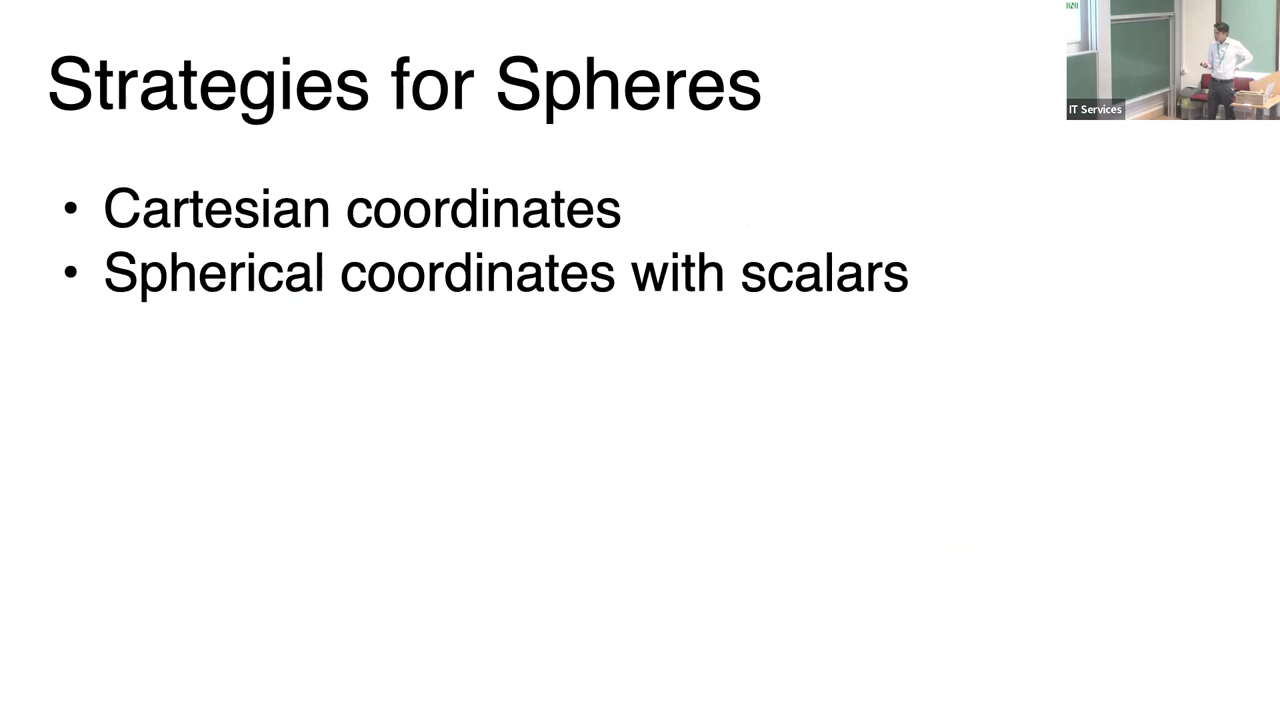 Strategies for Spheres
• Cartesian coordinates
• Spherical coordinates with scalars
IT Services